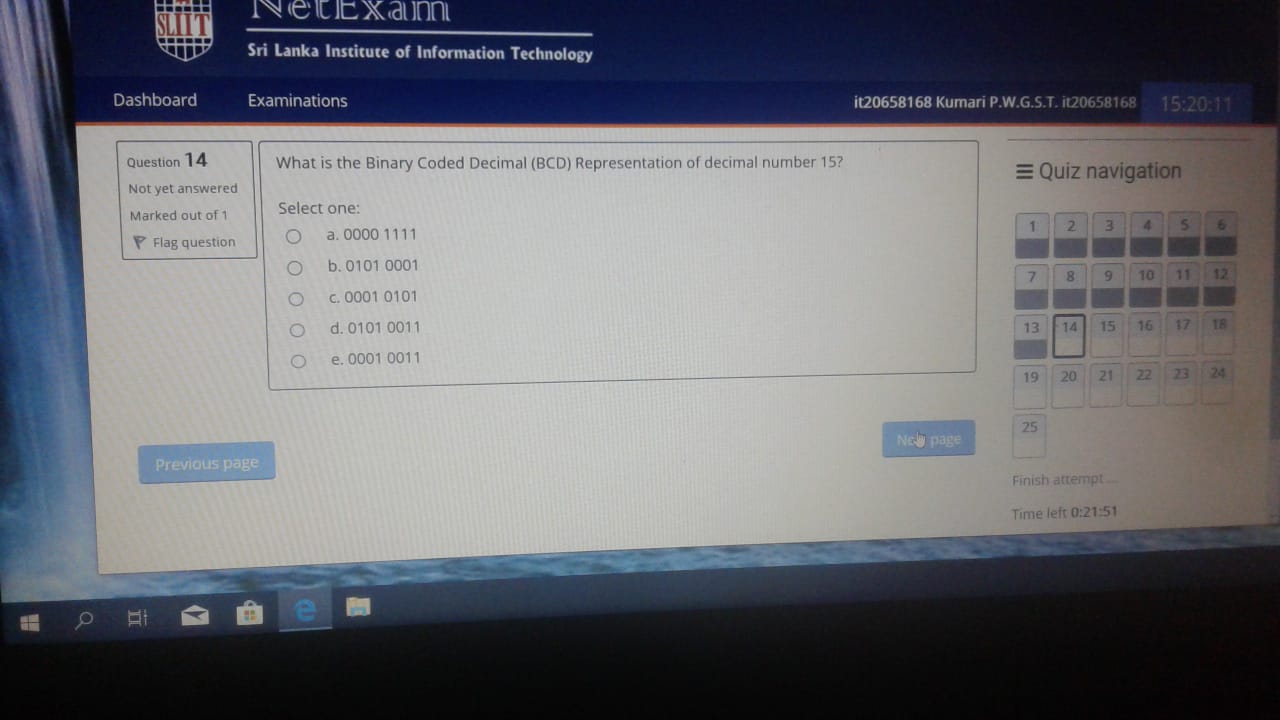 NetExam
SLIIT
Sri Lanka Institute of Information Technology
Dashboard
Examinations
it20658168 Kumari P.W.G.S.T. it20658168
15:20:11
Question 14
Not yet answered
Marked out of 1
Flag question
What is the Binary Coded Decimal (BCD) Representation of decimal number 15?
Select one:
a. 0000 1111
b. 0101 0001
c. 0001 0101
d. 0101 0011
e. 0001 0011
Previous page
Next page
Quiz navigation
1 2 3 4 5 6
7 8 9 10 11 12
13 14 15 16 17 18
19 20 21 22 23 24
25
Finish attempt ...
Time left 0:21:51